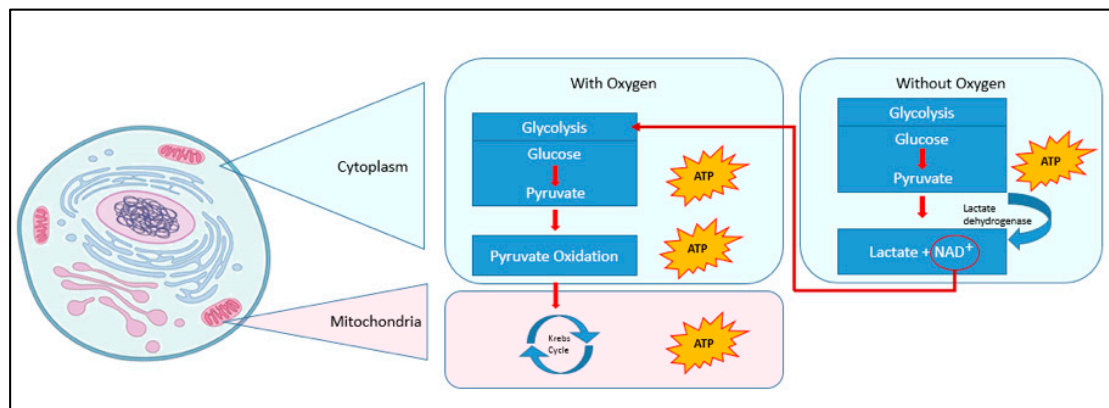 Cytoplasm
Mitochondria
With Oxygen
Glycolysis
Glucose
Pyruvate
ATP
Pyruvate Oxidation
ATP
Krebs
Cycle
ATP
Without Oxygen
Glycolysis
Glucose
Pyruvate
ATP
Lactate
dehydrogenase
Lactate + NAD⁺